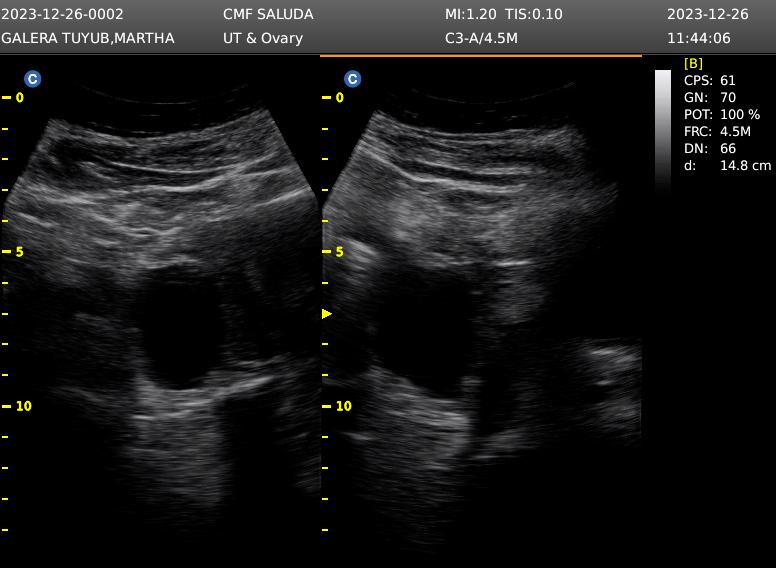 2023-12-26-0002 CMF SALUDA MI:1.20 TIS:0.10 2023-12-26
GALERA TUYUB,MARTHA UT & Ovary C3-A/4.5M 11:44:06
C C
[B]
CPS: 61
GN: 70
POT: 100 %
FRC: 4.5M
DN: 66
d: 14.8 cm
0 0
5 5
10 10